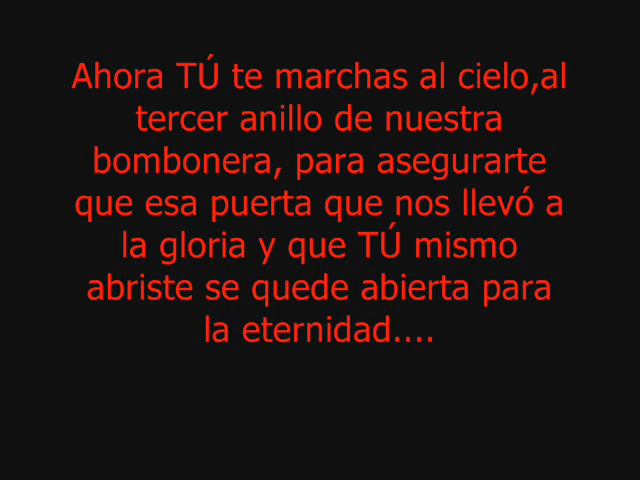 Ahora TÚ te marchas al cielo,al
tercer anillo de nuestra
bombonera, para asegurarte
que esa puerta que nos llevó a
la gloria y que TÚ mismo
abriste se quede abierta para
la eternidad....